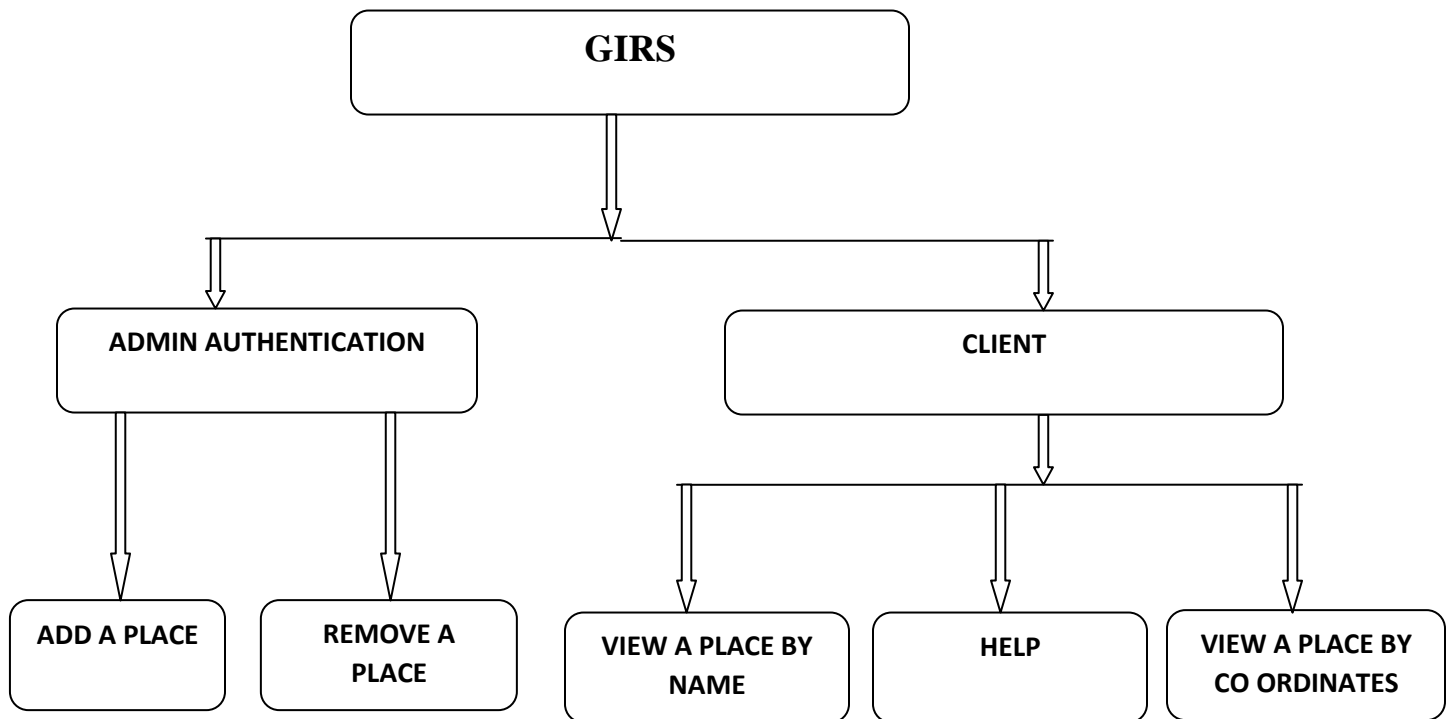 GIRS
ADMIN AUTHENTICATION
CLIENT
ADD A PLACE
REMOVE A
PLACE
VIEW A PLACE BY
NAME
HELP
VIEW A PLACE BY
CO ORDINATES